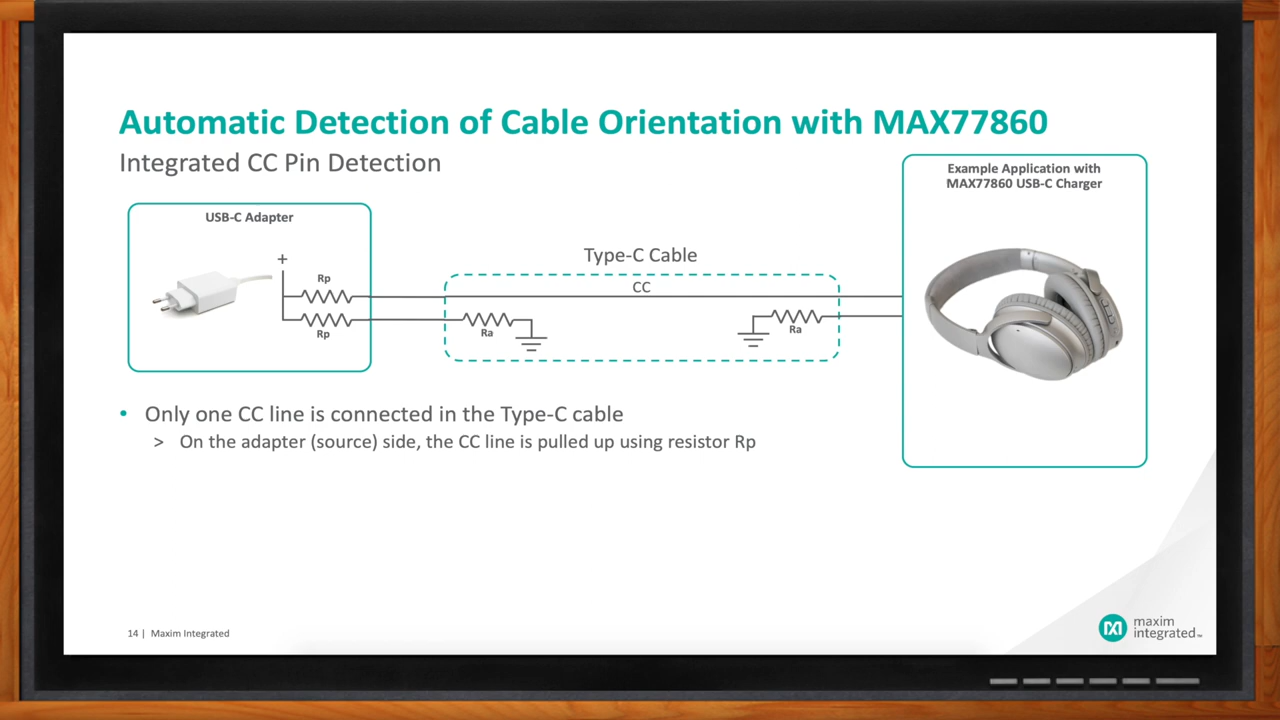 Automatic Detection of Cable Orientation with MAX77860
Integrated CC Pin Detection
Example Application with
MAX77860 USB-C Charger
USB-C Adapter
+
Rp
Rp
Type-C Cable
CC
Ra
Ra
• Only one CC line is connected in the Type-C cable
> On the adapter (source) side, the CC line is pulled up using resistor Rp
14 | Maxim Integrated
maxim
integrated™